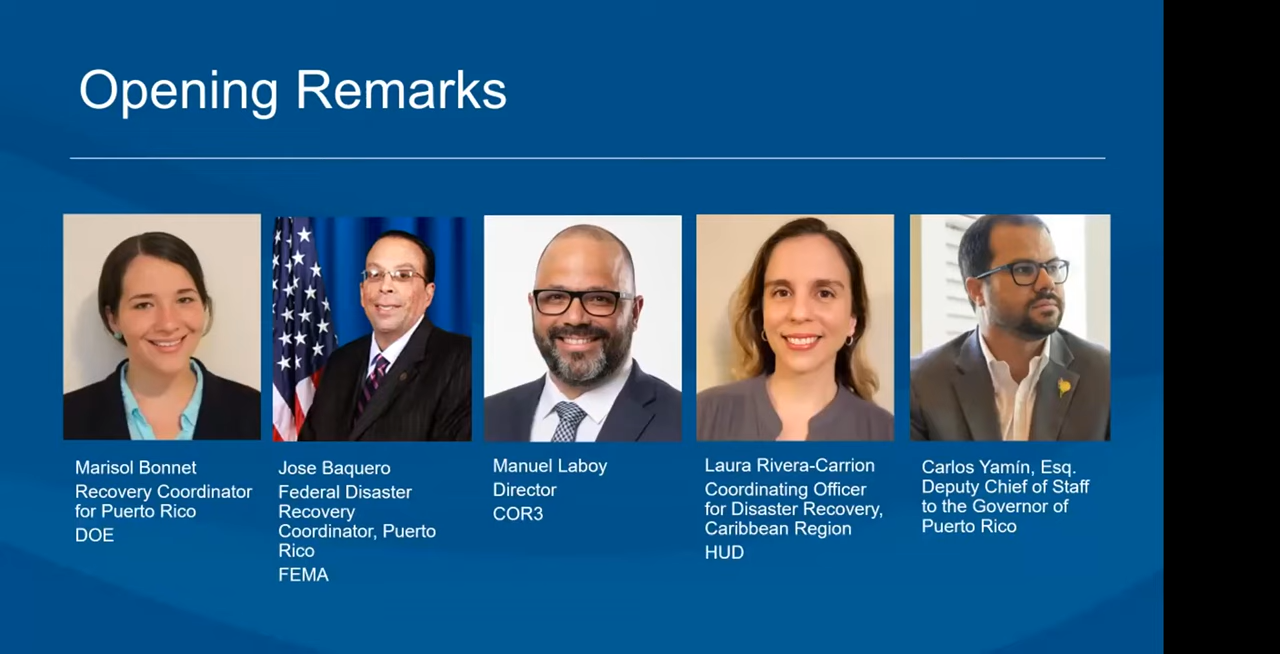 Opening Remarks
Marisol Bonnet
Recovery Coordinator
for Puerto Rico
DOE
Jose Baquero
Federal Disaster
Recovery
Coordinator, Puerto
Rico
FEMA
Manuel Laboy
Director
COR3
Laura Rivera-Carrion
Coordinating Officer
for Disaster Recovery,
Caribbean Region
HUD
Carlos Yamín, Esq.
Deputy Chief of Staff
to the Governor of
Puerto Rico